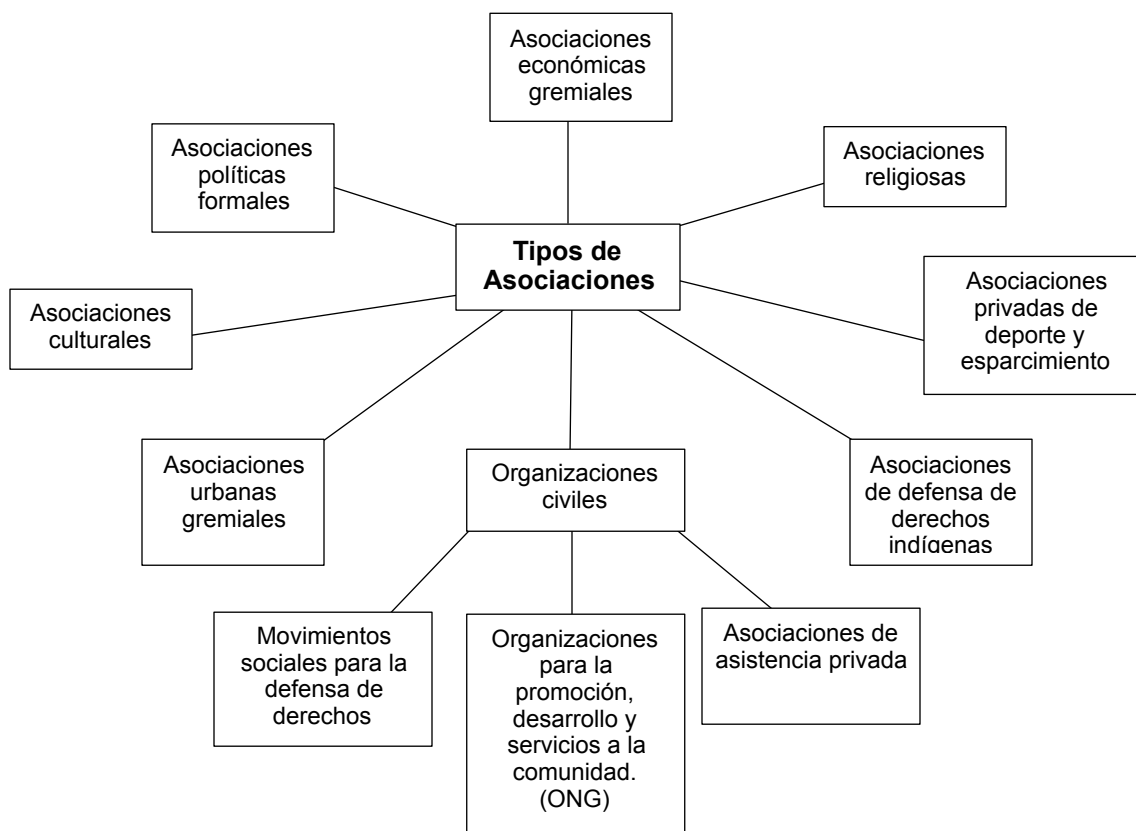 Asociaciones
económicas
gremiales
Asociaciones
políticas
formales
Asociaciones
religiosas
Tipos de
Asociaciones
Asociaciones
privadas de
deporte y
esparcimiento
Asociaciones
culturales
Asociaciones
urbanas
gremiales
Organizaciones
civiles
Asociaciones
de defensa de
derechos
indígenas
Movimientos
sociales para la
defensa de
derechos
Organizaciones
para la
promoción,
desarrollo y
servicios a la
comunidad.
(ONG)
Asociaciones de
asistencia privada